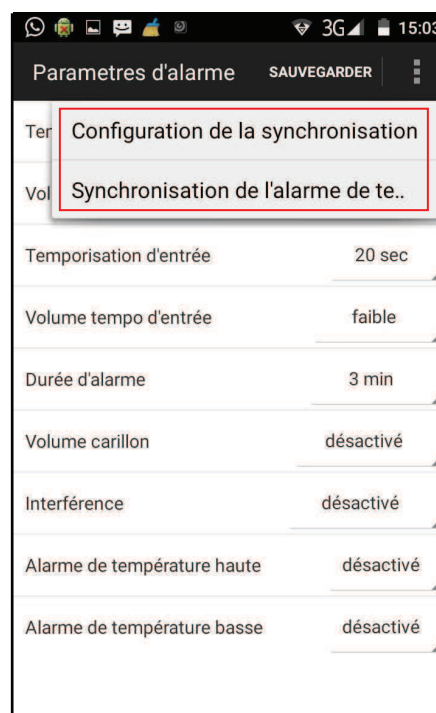 3G 15:03
Parametres d'alarme SAUVEGARDER
Configuration de la synchronisation
Synchronisation de l'alarme de te..
Temporisation d'entrée 20 sec
Volume tempo d'entrée faible
Durée d'alarme 3 min
Volume carillon désactivé
Interférence désactivé
Alarme de température haute désactivé
Alarme de température basse désactivé